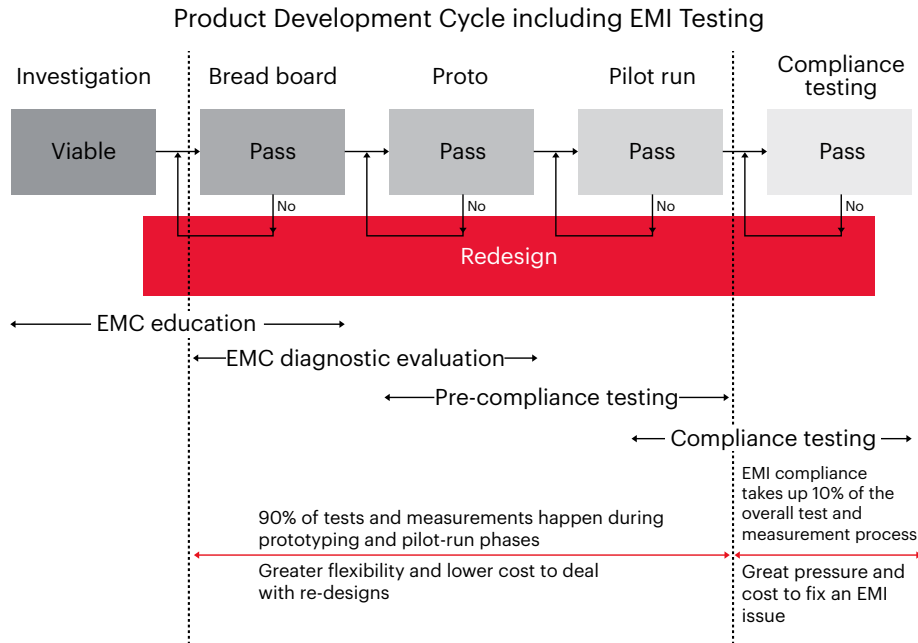 Product Development Cycle including EMI Testing
Investigation
Bread board
Proto
Pilot run
Compliance
testing
Viable
Pass
Pass
Pass
Pass
No
No
No
No
Redesign
EMC education
EMC diagnostic evaluation
Pre-compliance testing
Compliance testing
90% of tests and measurements happen during
prototyping and pilot-run phases
Greater flexibility and lower cost to deal
with re-designs
EMI compliance
takes up 10% of the
overall test and
measurement process
Great pressure and
cost to fix an EMI
issue